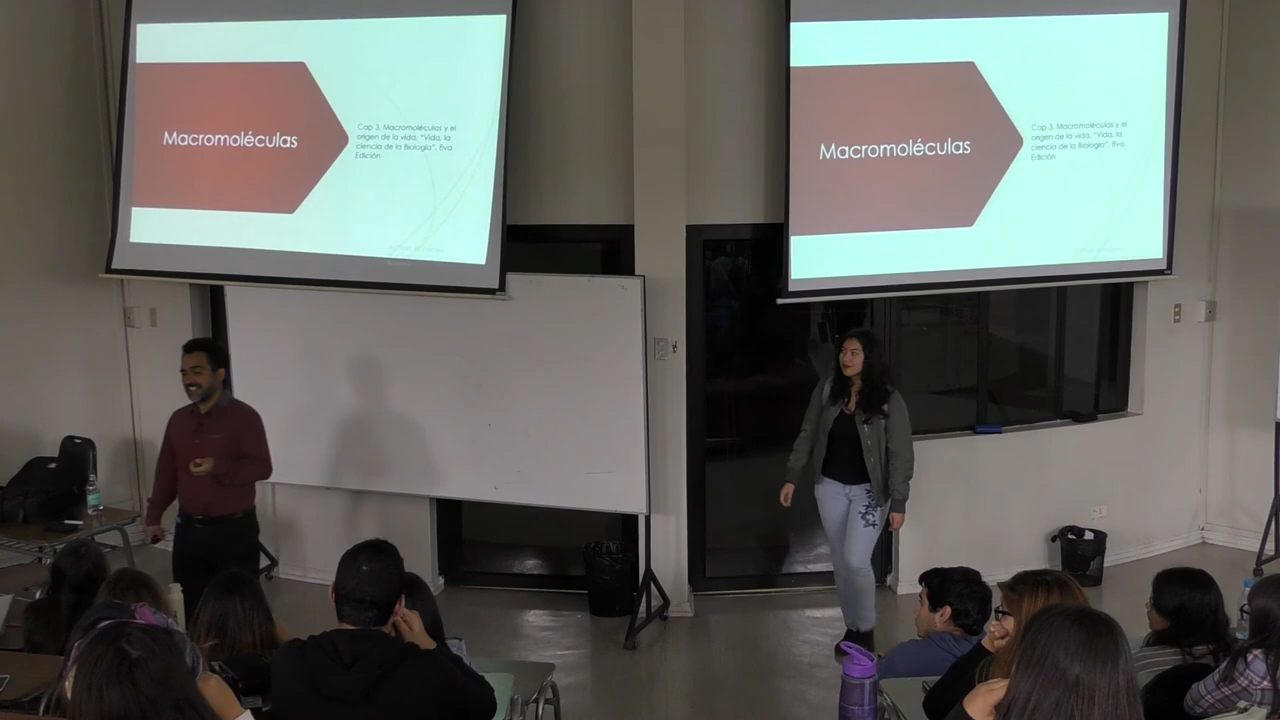 Macromoléculas
Cap 3, Macromoléculas y el
origen de la vida, "Vida, la
ciencia de la Biología", 8va
Edición
Macromoléculas
Cap 3, Macromoléculas y el
origen de la vida, "Vida, la
ciencia de la Biología", 8va
Edición